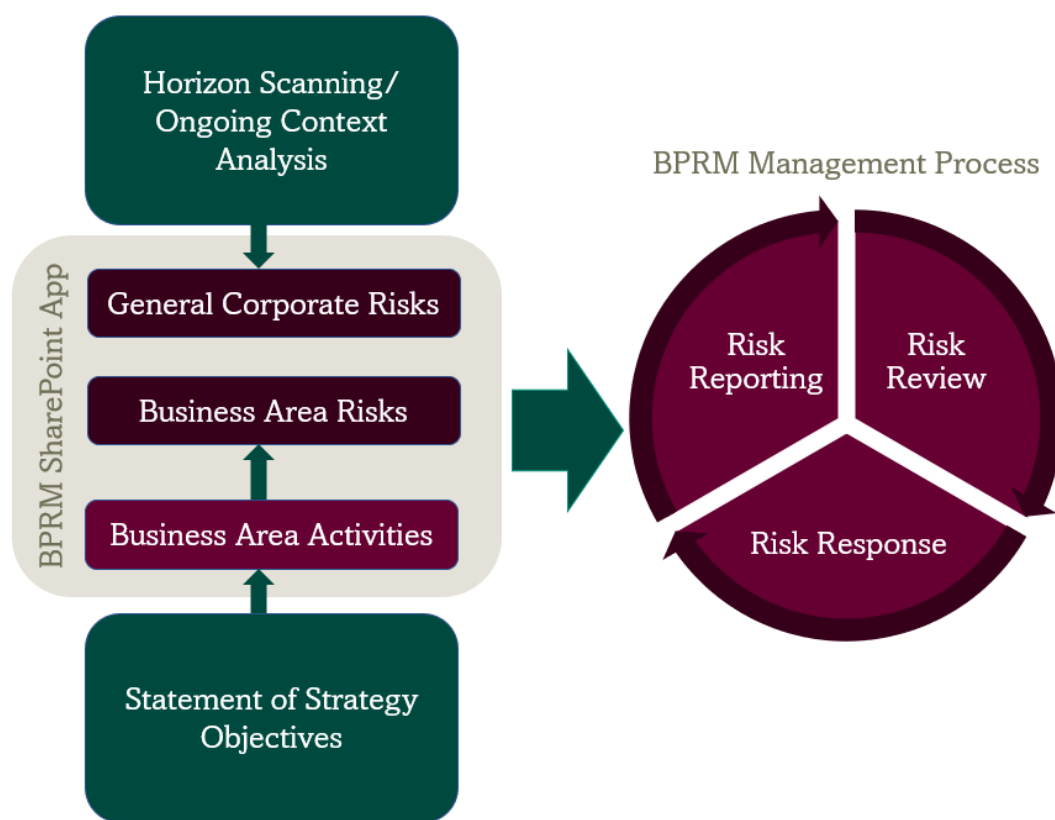 Horizon Scanning/
Ongoing Context
Analysis
BPRM SharePoint App
General Corporate Risks
Business Area Risks
Business Area Activities
Statement of Strategy
Objectives
BPRM Management Process
Risk
Reporting
Risk
Review
Risk Response